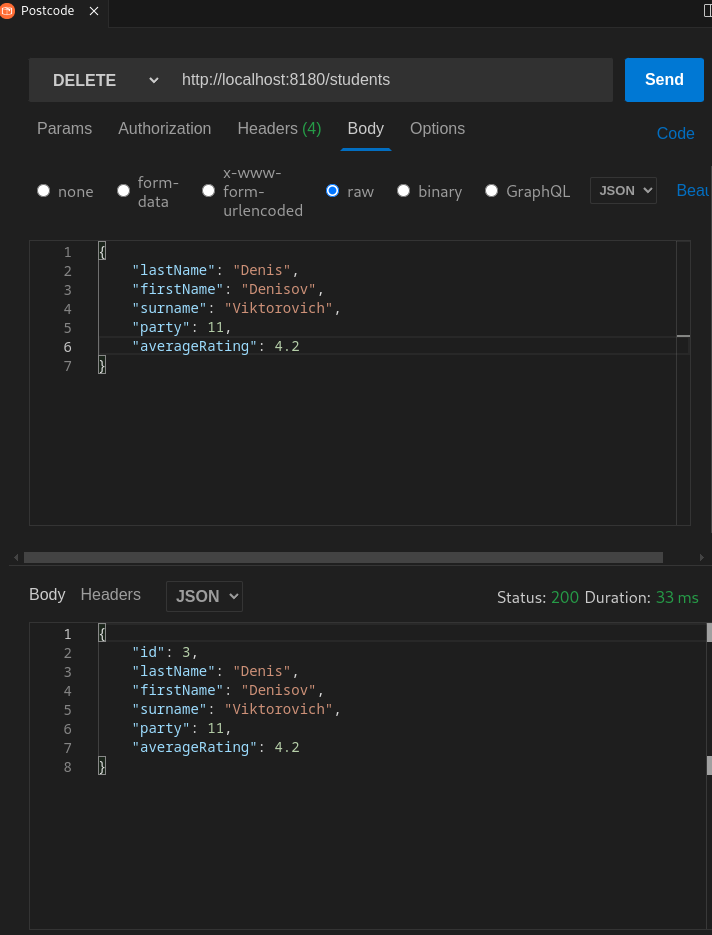 Postcode
DELETE http://localhost:8180/students Send
Params Authorization Headers (4) Body Options Code
none form-data x-www-form-urlencoded raw binary GraphQL JSON Beau
1 {
2 "lastName": "Denis",
3 "firstName": "Denisov",
4 "surname": "Viktorovich",
5 "party": 11,
6 "averageRating": 4.2
7 }
Body Headers JSON Status: 200 Duration: 33 ms
1 {
2 "id": 3,
3 "lastName": "Denis",
4 "firstName": "Denisov",
5 "surname": "Viktorovich",
6 "party": 11,
7 "averageRating": 4.2
8 }